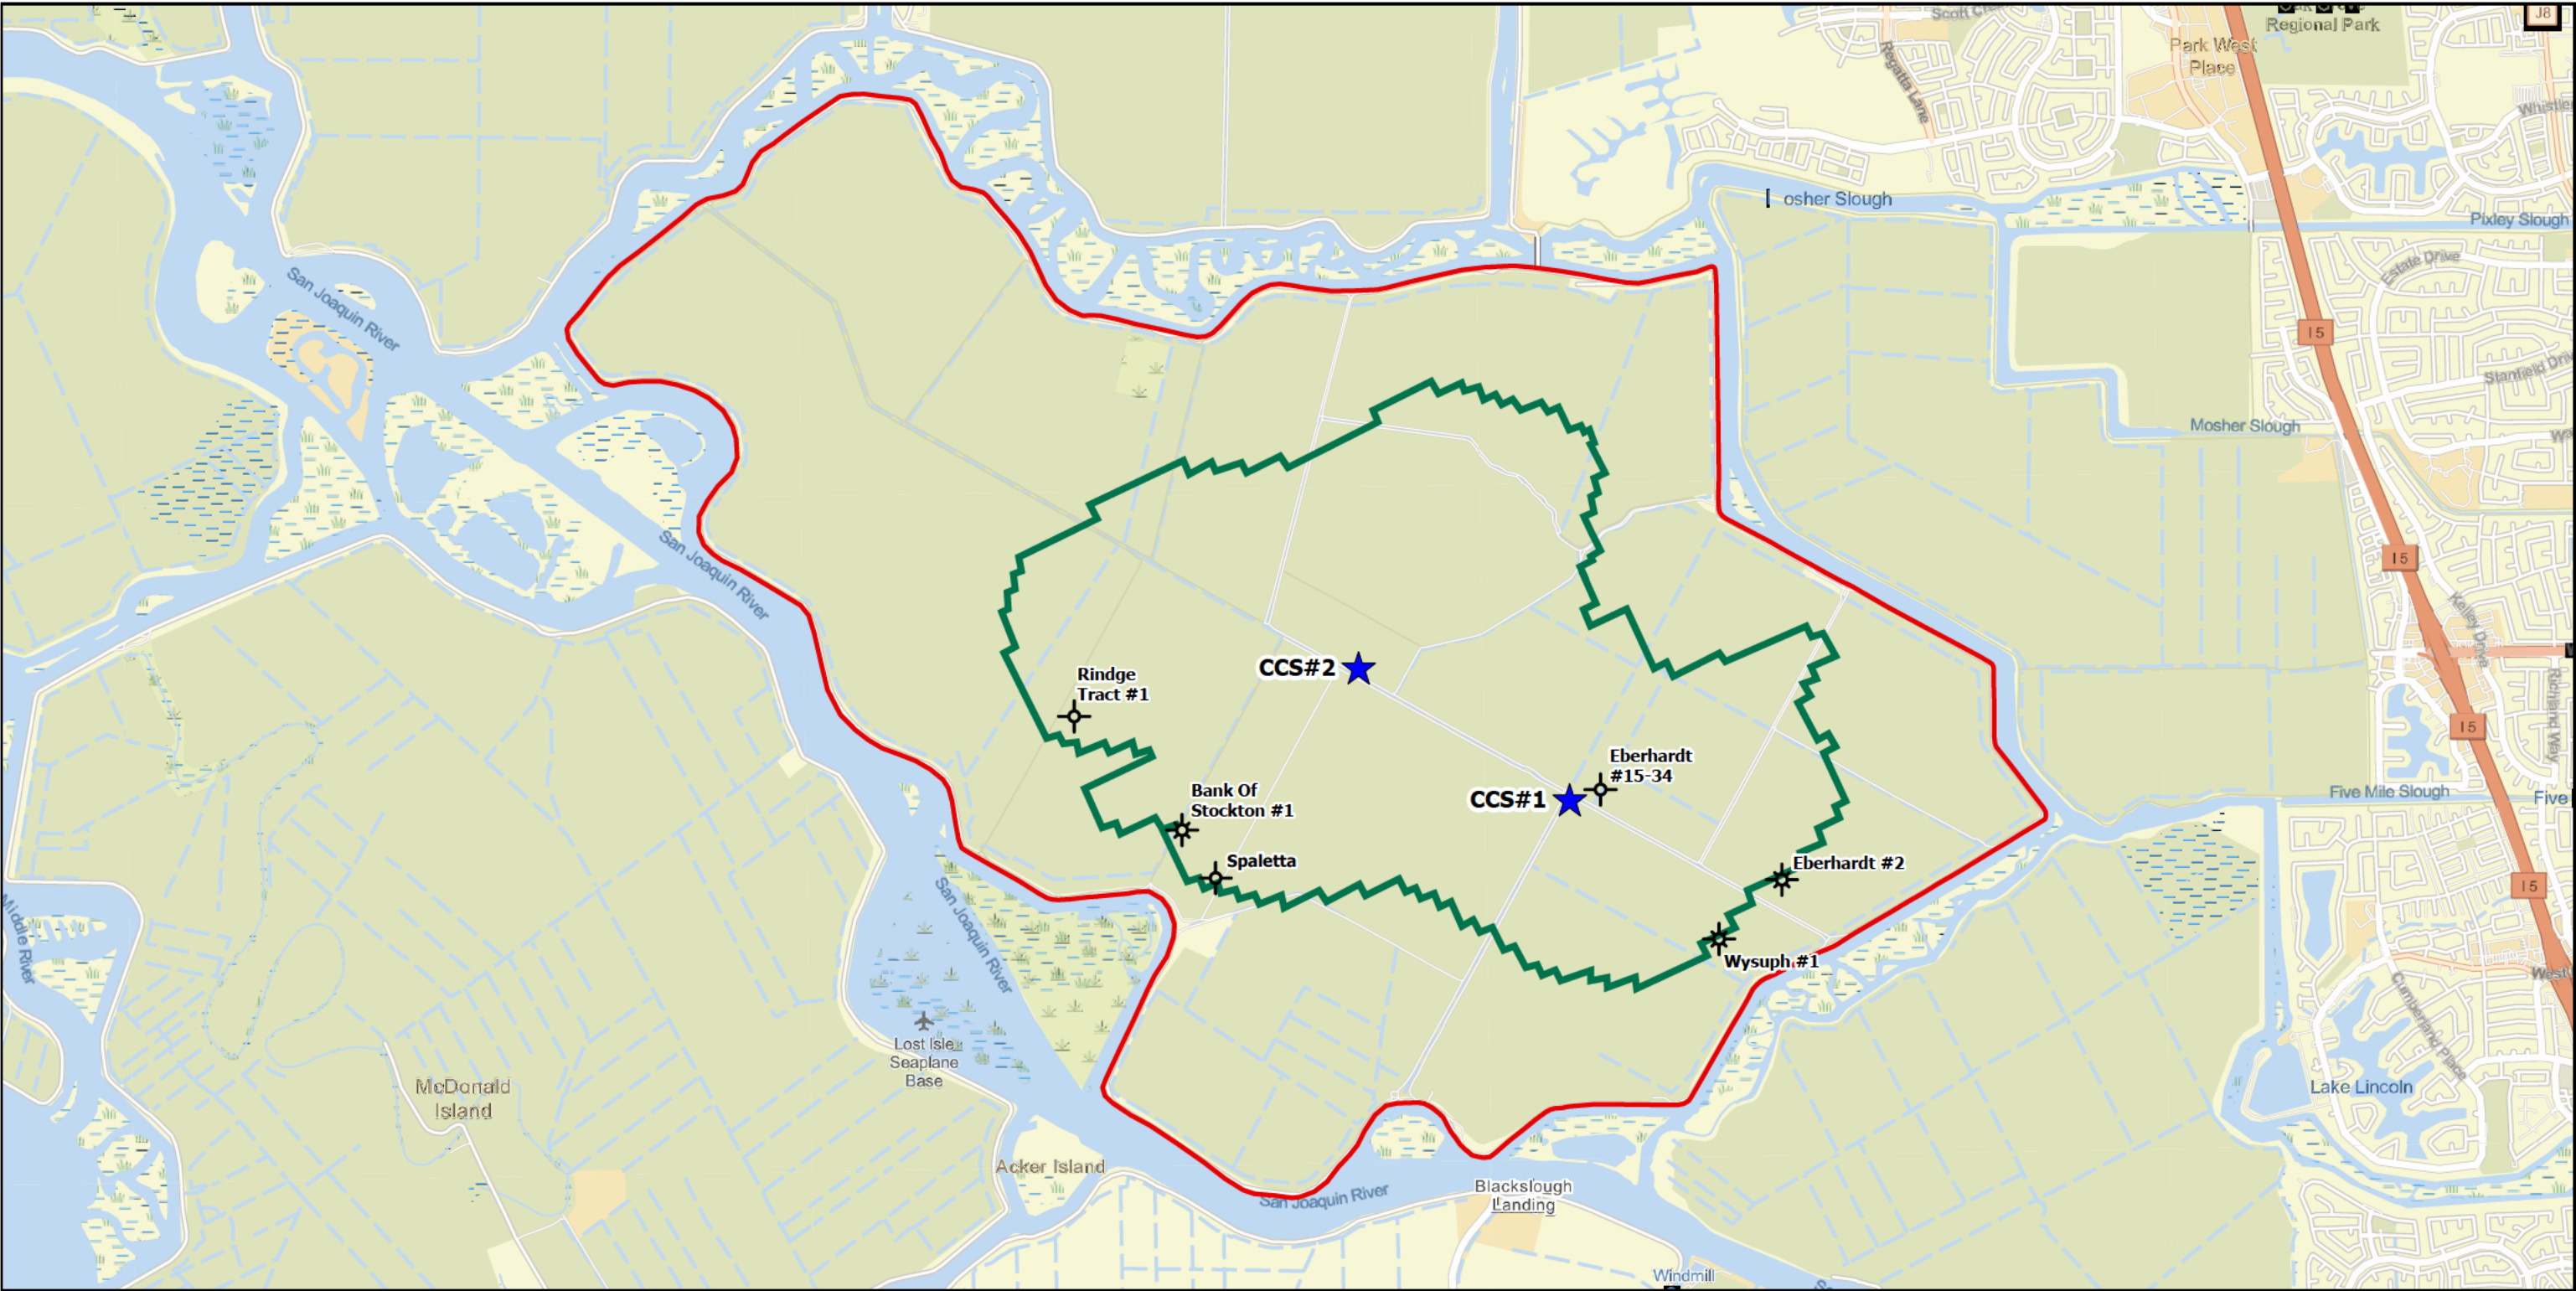 Regional Park
J8
Park West
Place
Regatta Lane
osher Slough
Pixley Slough
Estate Drive
San Joaquin River
I 5
Mosher Slough
San Joaquin River
I 5
Kelley Drive
CCS#2
Rindge
Tract #1
Richland Way
I 5
Eberhardt
#15-34
CCS#1
Bank Of
Stockton #1
Five Mile Slough
Five
Spaletta
Eberhardt #2
I 5
San Joaquin River
Middle River
Wysuph #1
West
Cumberland Place
Lost Isle
Seaplane
Base
McDonald
Island
Lake Lincoln
Acker Island
San Joaquin River
Blackslough
Landing
Windmill